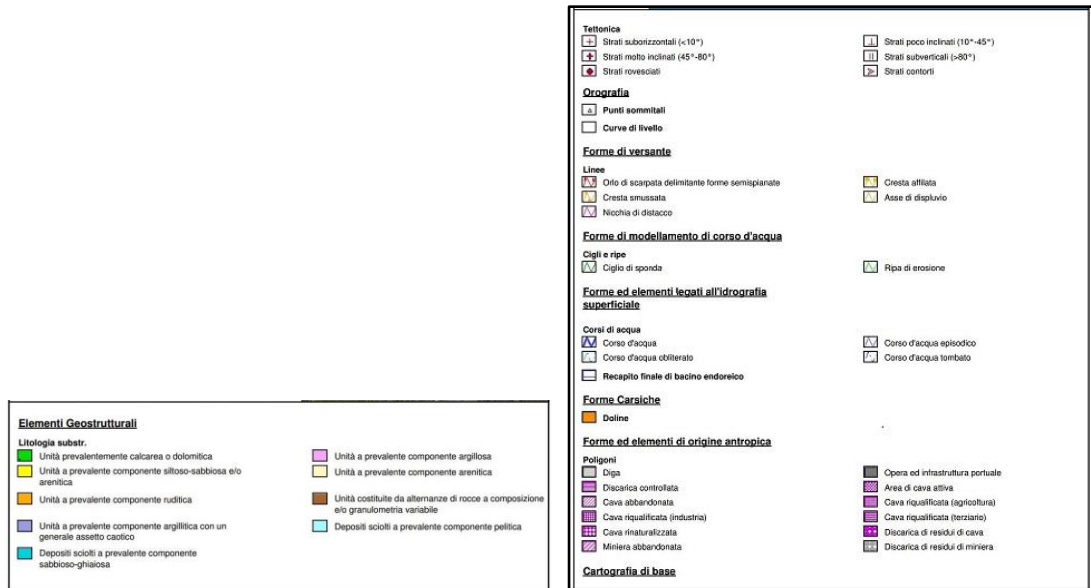 Elementi Geostrutturali
Litologia substr.
Unità prevalentemente calcarea o dolomitica
Unità a prevalente componente siltoso-sabbiosa e/o
arenitica
Unità a prevalente componente ruditica
Unità a prevalente componente argillitica con un
generale assetto caotico
Depositi sciolti a prevalente componente
sabbioso-ghiaiosa
Unità a prevalente componente argillosa
Unità a prevalente componente arenitica
Unità costituite da alternanze di rocce a composizione
e/o granulometria variabile
Depositi sciolti a prevalente componente pelitica
Tettonica
Strati suborizzontali (<10°)
Strati poco inclinati (10°-45°)
Strati molto inclinati (45°-80°)
Strati subverticali (>80°)
Strati rovesciati
Strati contorti
Orografia
Punti sommitali
Curve di livello
Forme di versante
Linee
Orlo di scarpata delimitante forme semispianate
Cresta affilata
Cresta smussata
Asse di displuvio
Nicchia di distacco
Forme di modellamento di corso d'acqua
Cigli e ripe
Ciglio di sponda
Ripa di erosione
Forme ed elementi legati all'idrografia
superficiale
Corsi di acqua
Corso d'acqua
Corso d'acqua episodico
Corso d'acqua obliterato
Corso d'acqua tombato
Recapito finale di bacino endoreico
Forme Carsiche
Doline
Forme ed elementi di origine antropica
Poligoni
Diga
Opera ed infrastruttura portuale
Discarica controllata
Area di cava attiva
Cava abbandonata
Cava riqualificata (agricoltura)
Cava riqualificata (industria)
Cava riqualificata (terziario)
Cava rinaturalizzata
Discarica di residui di cava
Miniera abbandonata
Discarica di residui di miniera
Cartografia di base